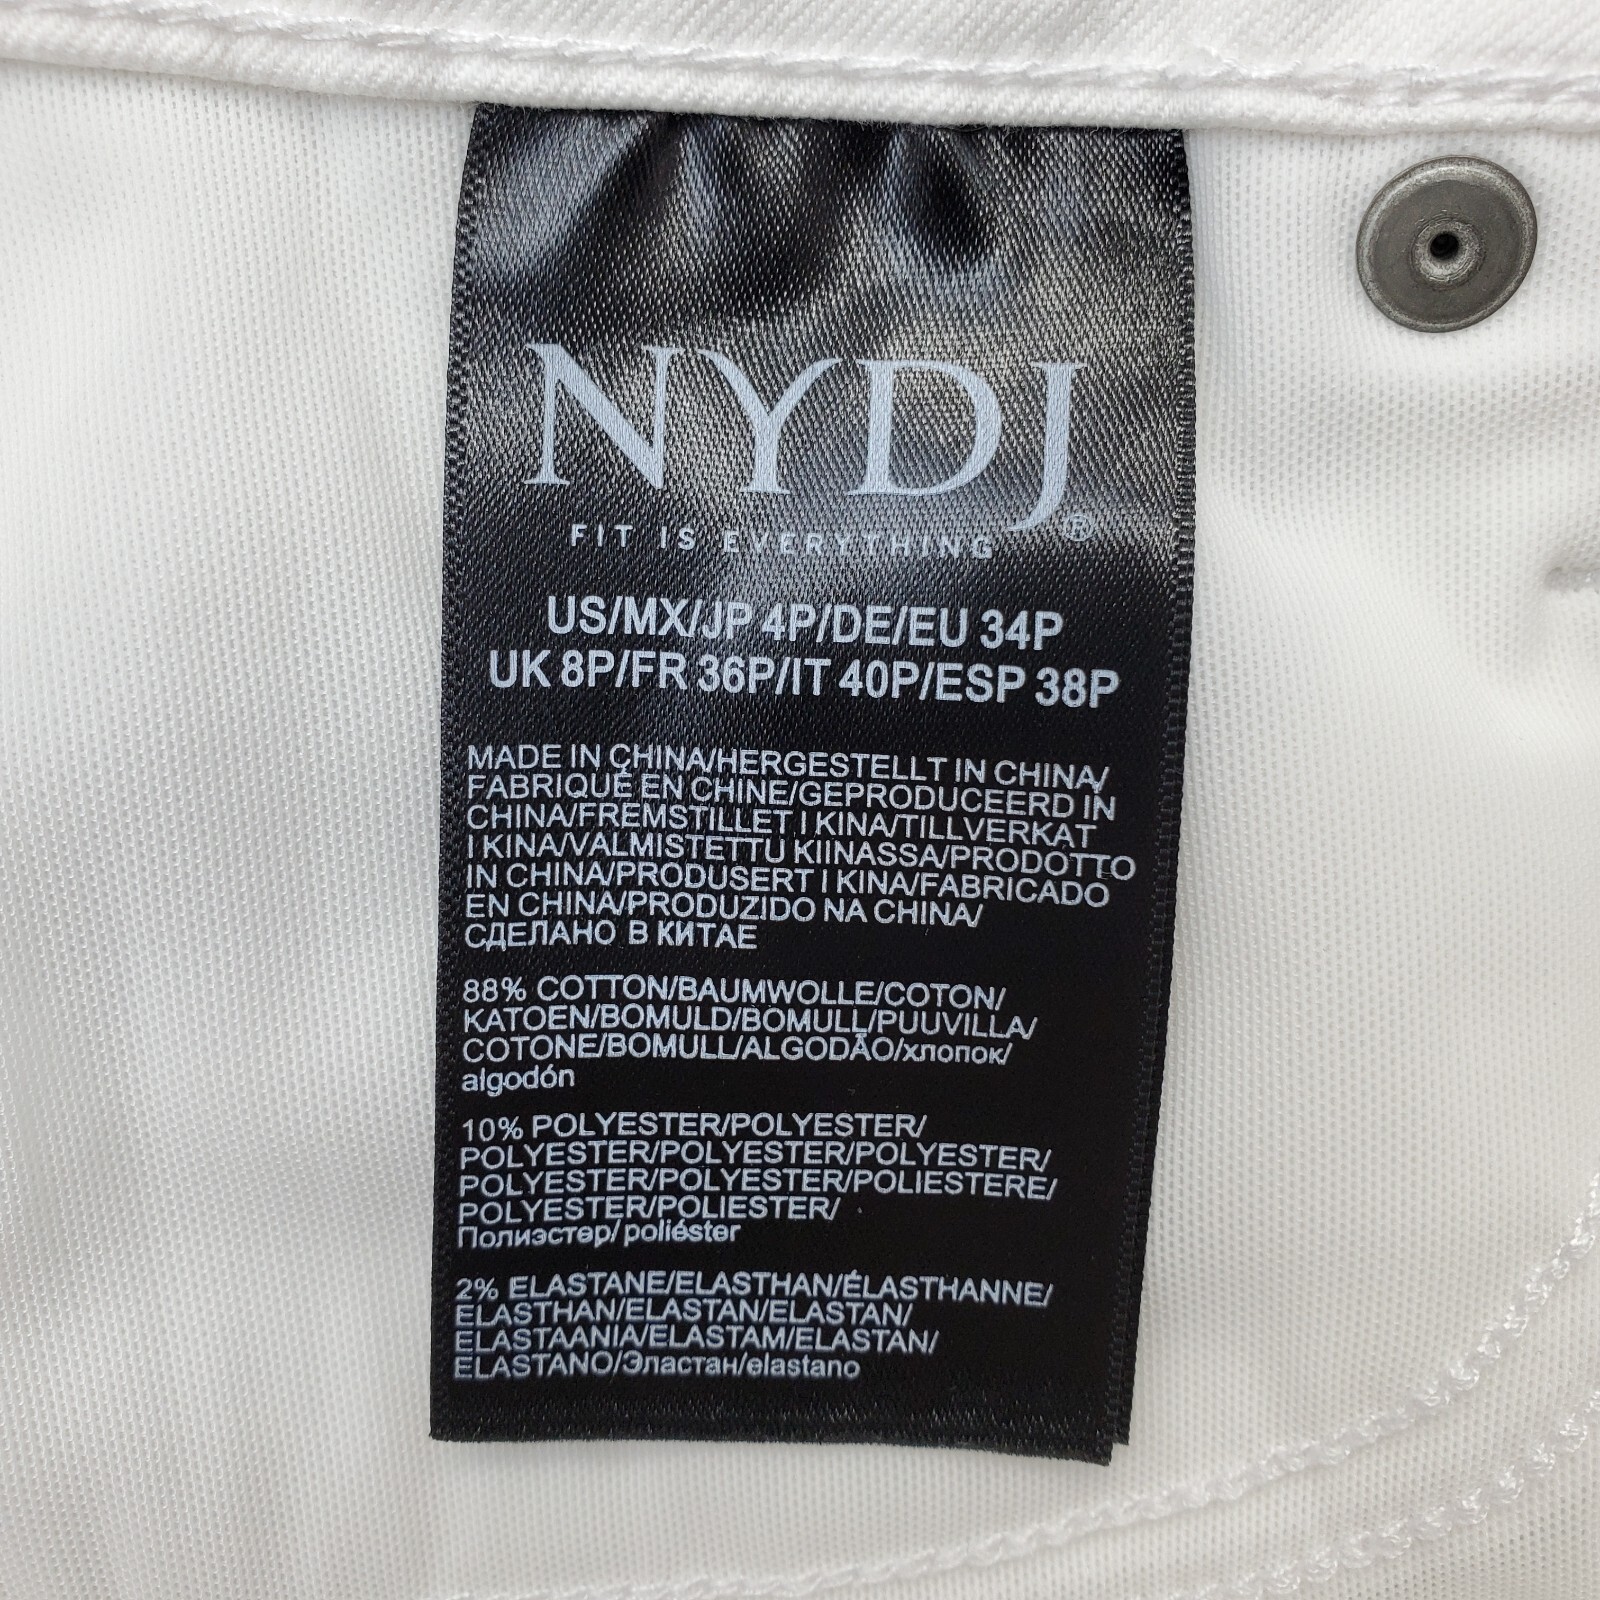 NYDJ®
FIT IS EVERYTHING
US/MX/JP 4P/DE/EU 34P
UK 8P/FR 36P/IT 40P/ESP 38P
MADE IN CHINA/HERGESTELLT IN CHINA/
FABRIQUÉ EN CHINE/GEPRODUCEERD IN
CHINA/FREMSTILLET I KINA/TILLVERKAT
I KINA/VALMISTETTU KIINASSA/PRODOTTO
IN CHINA/PRODUSERT I KINA/FABRICADO
EN CHINA/PRODUZIDO NA CHINA/
СДЕЛАНО В КИТАЕ
88% COTTON/BAUMWOLLE/COTON/
KATOEN/BOMULD/BOMULL/PUUVILLA/
COTONE/BOMULL/ALGODÃO/хлопок/
algodón
10% POLYESTER/POLYESTER/
POLYESTER/POLYESTER/POLYESTER/
POLYESTER/POLYESTER/POLIESTERE/
POLYESTER/POLIESTER/
Полиэстер/ poliéster
2% ELASTANE/ELASTHAN/ÉLASTHANNE/
ELASTHAN/ELASTAN/ELASTAN/
ELASTAANIA/ELASTAM/ELASTAN/
ELASTANO/Эластан/elastano